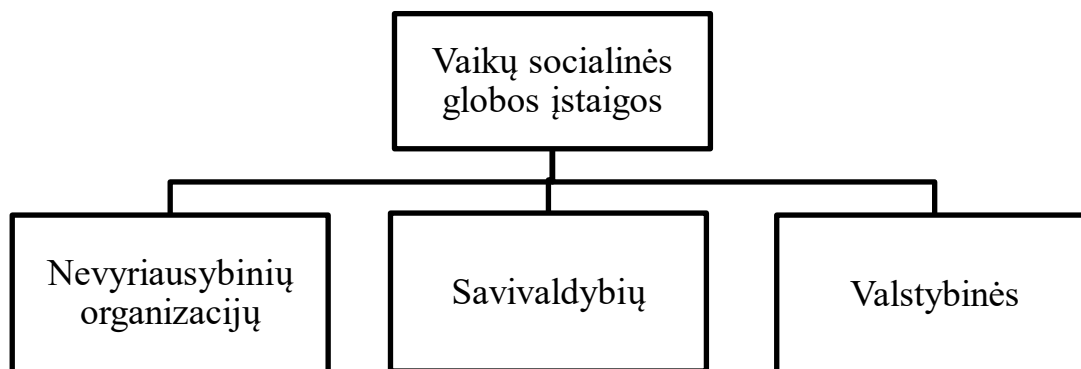 Vaikų socialinės
globos įstaigos
Nevyriausybinių
organizacijų
Savivaldybių
Valstybinės